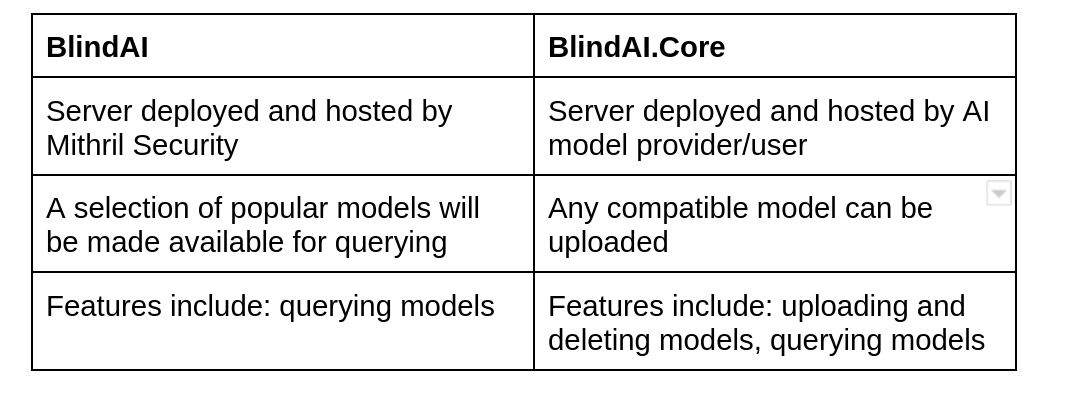 BlindAI
BlindAI.Core
Server deployed and hosted by
Mithril Security
Server deployed and hosted by AI
model provider/user
A selection of popular models will
be made available for querying
Any compatible model can be
uploaded
Features include: querying models
Features include: uploading and
deleting models, querying models